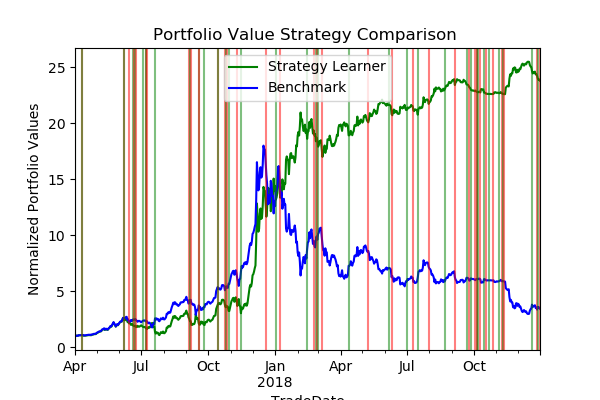 Portfolio Value Strategy Comparison
Strategy Learner
Benchmark
Normalized Portfolio Values
25
20
15
10
5
0
Apr Jul Oct Jan Apr Jul Oct
2018
TradeDate